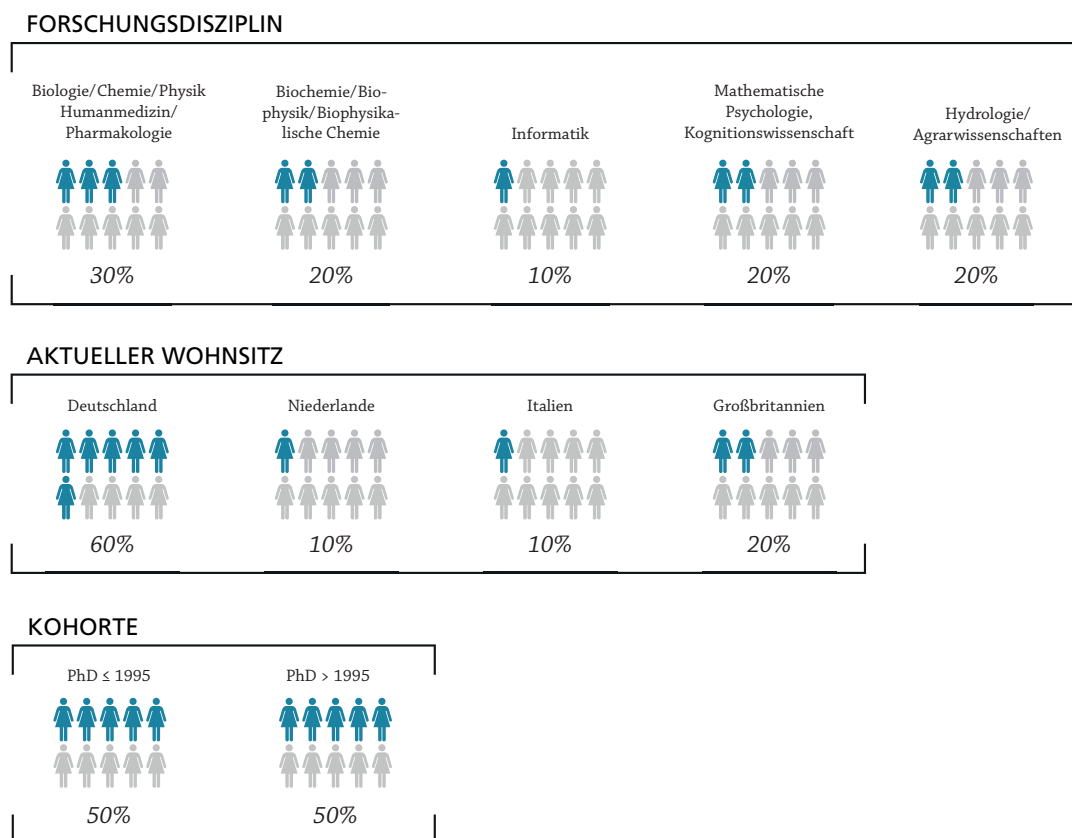 FORSCHUNGSDISZIPLIN
Biologie/Chemie/Physik
Humanmedizin/
Pharmakologie
30%
Biochemie/Bio-
physik/Biophysika-
lische Chemie
20%
Informatik
10%
Mathematische
Psychologie,
Kognitionswissenschaft
20%
Hydrologie/
Agrarwissenschaften
20%
AKTUELLER WOHNSITZ
Deutschland
60%
Niederlande
10%
Italien
10%
Großbritannien
20%
KOHORTE
PhD ≤ 1995
50%
PhD > 1995
50%